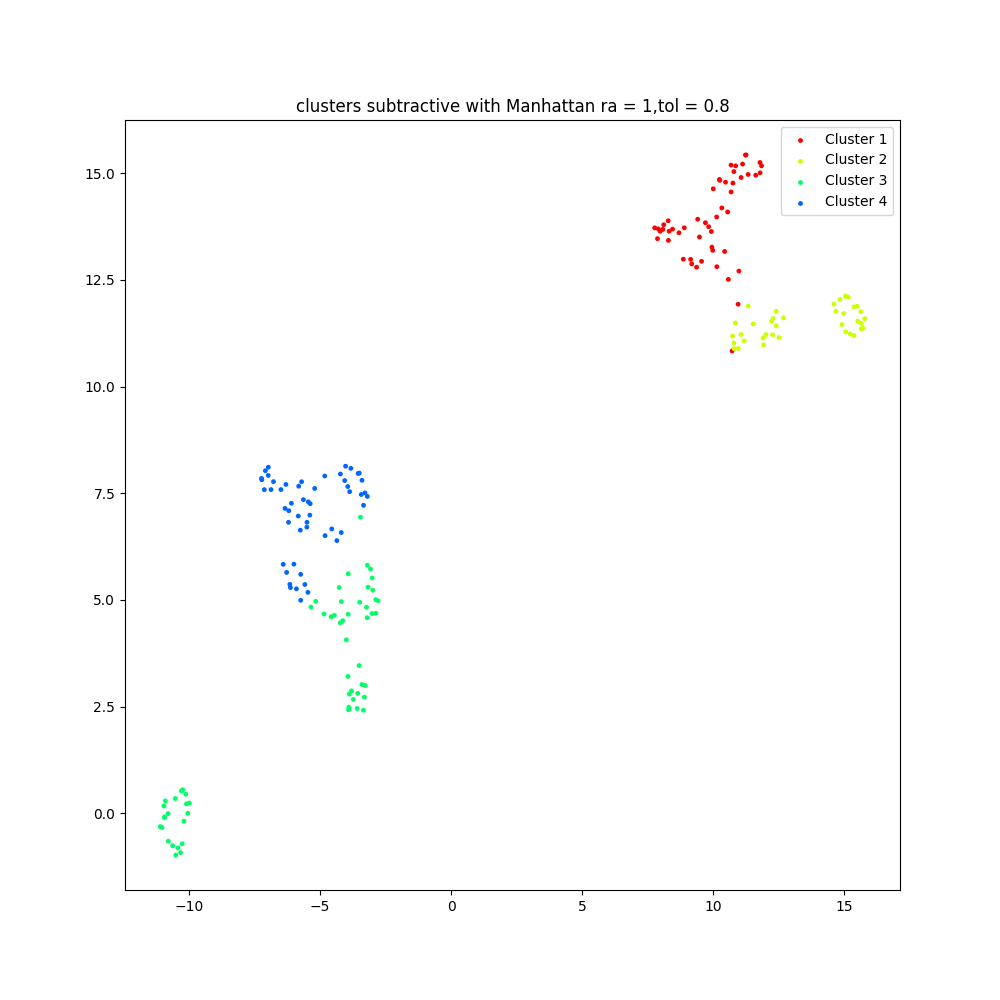 clusters subtractive with Manhattan ra = 1,tol = 0.8
Cluster 1
Cluster 2
Cluster 3
Cluster 4
15.0
12.5
10.0
7.5
5.0
2.5
0.0
−10
−5
0
5
10
15